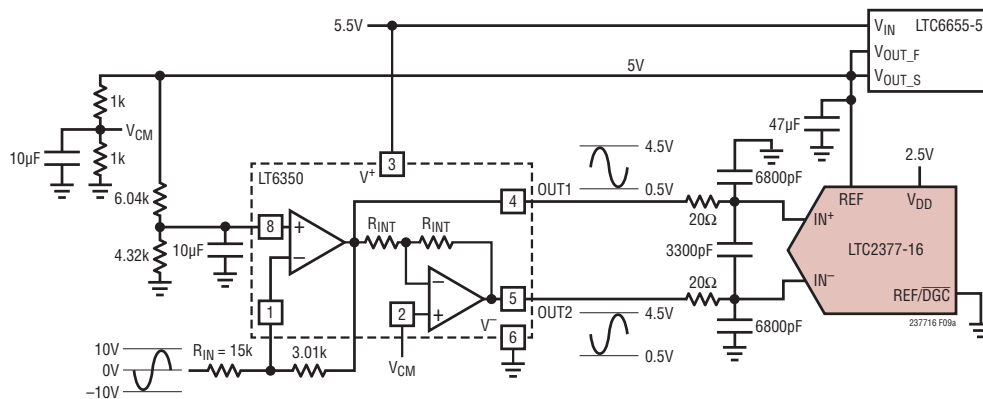 5.5V
VIN
LTC6655-5
VOUT_F
5V
VOUT_S
1k
VCM
10µF
1k
47µF
3
V+
LT6350
4.5V
0.5V
2.5V
6800pF
6.04k
4
OUT1
RINT
RINT
20Ω
REF
VDD
IN+
8
+
−
10µF
4.32k
3300pF
LTC2377-16
−
+
20Ω
IN−
1
2
5
V−
OUT2
REF/DGC
6
4.5V
6800pF
237716 F09a
10V
0V
−10V
RIN = 15k
3.01k
VCM
0.5V